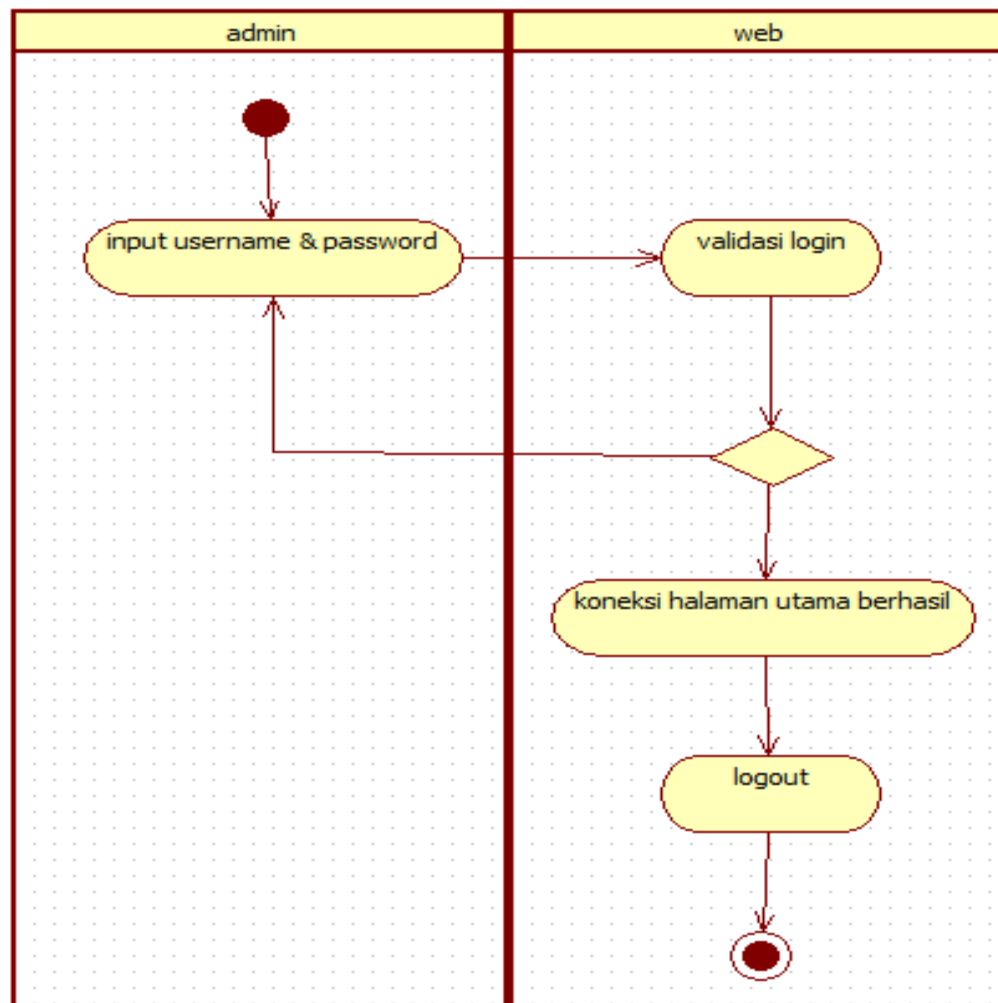 admin
web
input username & password
validasi login
koneksi halaman utama berhasil
logout